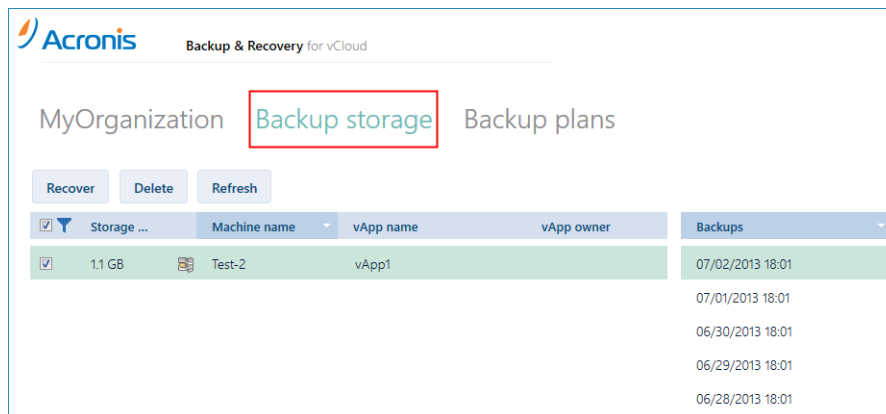 Acronis Backup & Recovery for vCloud
MyOrganization Backup storage Backup plans
Recover Delete Refresh
Storage ... Machine name vApp name vApp owner Backups
1.1 GB Test-2 vApp1 07/02/2013 18:01
07/01/2013 18:01
06/30/2013 18:01
06/29/2013 18:01
06/28/2013 18:01